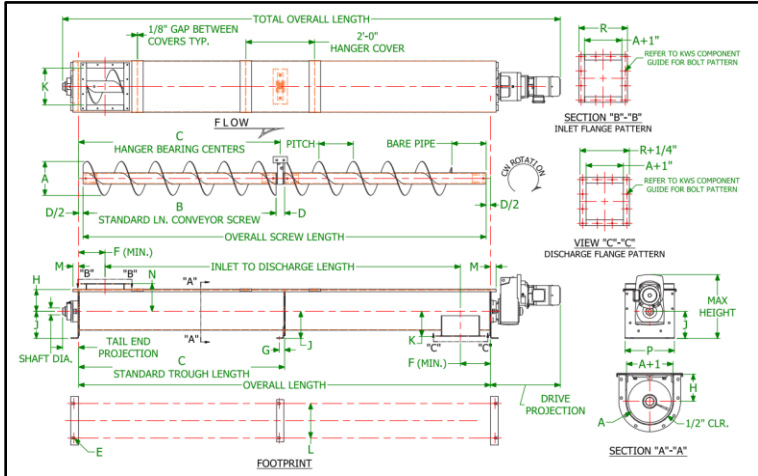 TOTAL OVERALL LENGTH
1/8" GAP BETWEEN
COVERS TYP.
2'-0"
HANGER COVER
K
R
A+1"
REFER TO KWS COMPONENT
GUIDE FOR BOLT PATTERN
SECTION "B"-"B"
INLET FLANGE PATTERN
FLOW
C
HANGER BEARING CENTERS
PITCH
BARE PIPE
A
CW ROTATION
B
STANDARD LN. CONVEYOR SCREW
D/2
D
D/2
OVERALL SCREW LENGTH
R+1/4"
A+1"
REFER TO KWS COMPONENT
GUIDE FOR BOLT PATTERN
VIEW "C"-"C"
DISCHARGE FLANGE PATTERN
F (MIN.)
M
"B"
"B"
N
"A"
INLET TO DISCHARGE LENGTH
M
H
J
"A"
SHAFT DIA.
TAIL END
PROJECTION
G
J
K
"C"
"C"
F (MIN.)
C
STANDARD TROUGH LENGTH
OVERALL LENGTH
DRIVE
PROJECTION
MAX
HEIGHT
J
P
A+1
H
A
1/2" CLR.
SECTION "A"-"A"
E
L
FOOTPRINT